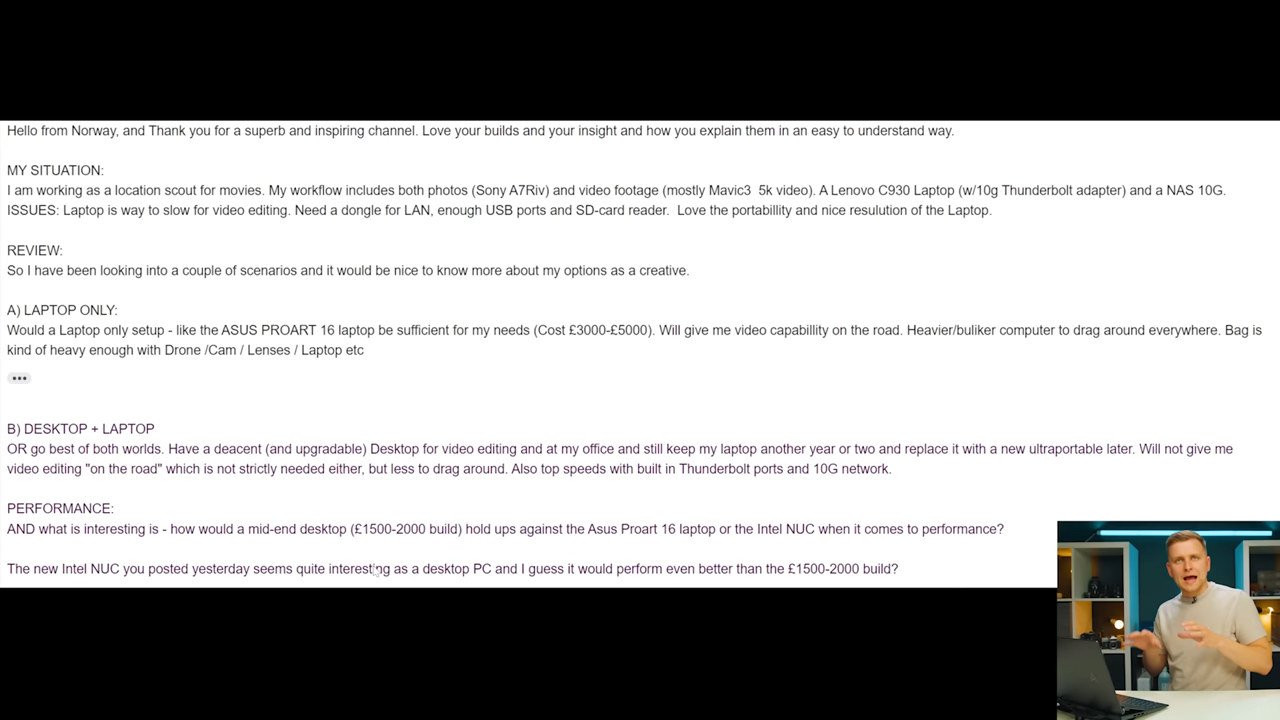 Hello from Norway, and Thank you for a superb and inspiring channel. Love your builds and your insight and how you explain them in an easy to understand way.
MY SITUATION:
I am working as a location scout for movies. My workflow includes both photos (Sony A7Riv) and video footage (mostly Mavic3  5k video). A Lenovo C930 Laptop (w/10g Thunderbolt adapter) and a NAS 10G.
ISSUES: Laptop is way to slow for video editing. Need a dongle for LAN, enough USB ports and SD-card reader.  Love the portabillity and nice resulution of the Laptop.
REVIEW:
So I have been looking into a couple of scenarios and it would be nice to know more about my options as a creative.
A) LAPTOP ONLY:
Would a Laptop only setup - like the ASUS PROART 16 laptop be sufficient for my needs (Cost £3000-£5000). Will give me video capabillity on the road. Heavier/buliker computer to drag around everywhere. Bag is
kind of heavy enough with Drone /Cam / Lenses / Laptop etc
B) DESKTOP + LAPTOP
OR go best of both worlds. Have a deacent (and upgradable) Desktop for video editing and at my office and still keep my laptop another year or two and replace it with a new ultraportable later. Will not give me
video editing "on the road" which is not strictly needed either, but less to drag around. Also top speeds with built in Thunderbolt ports and 10G network.
PERFORMANCE:
AND what is interesting is - how would a mid-end desktop (£1500-2000 build) hold ups against the Asus Proart 16 laptop or the Intel NUC when it comes to performance?
The new Intel NUC you posted yesterday seems quite interesting as a desktop PC and I guess it would perform even better than the £1500-2000 build?